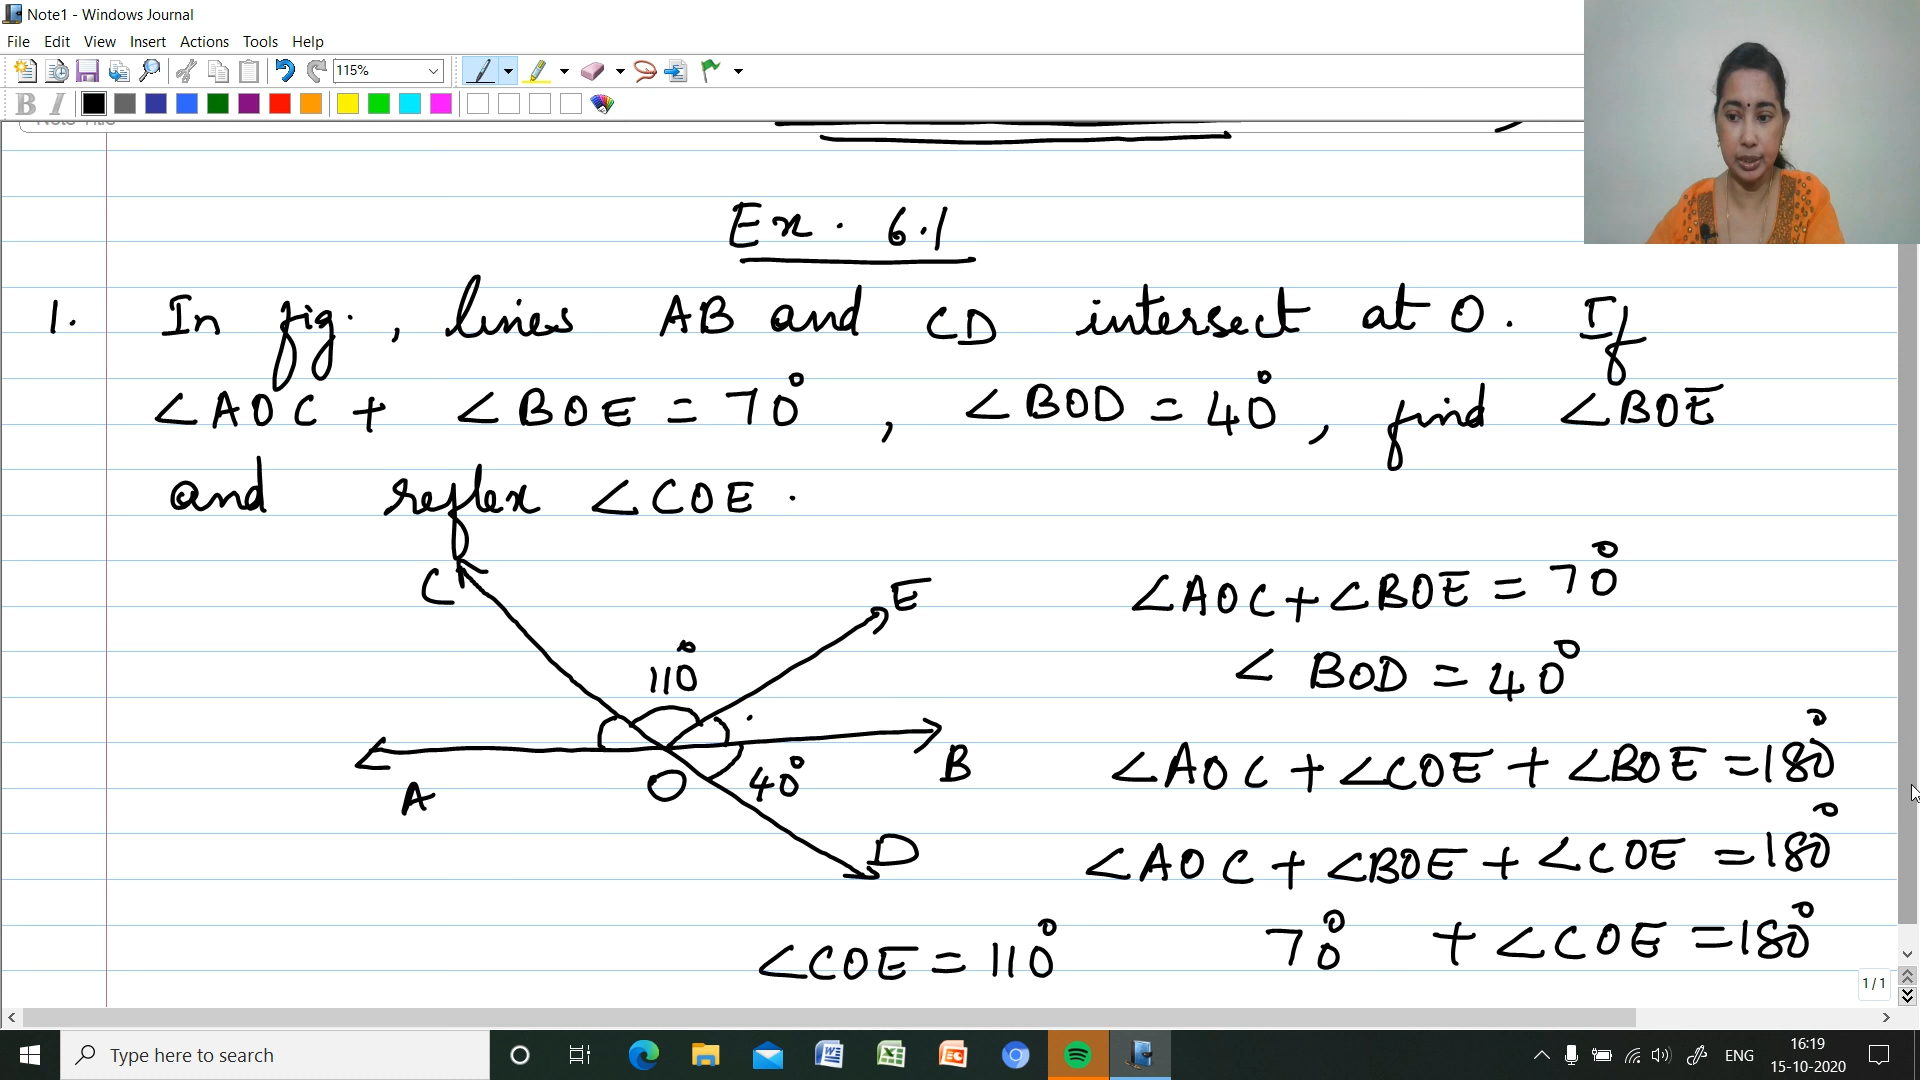 Note1 - Windows Journal
File Edit View Insert Actions Tools Help
115%
B I
Ex. 6.1
1. In fig., lines AB and CD intersect at O. If
∠AOC + ∠BOE = 70°, ∠BOD = 40°, find ∠BOE
and reflex ∠COE.
C
E
110°
A
O
40°
B
D
∠AOC + ∠BOE = 70°
∠BOD = 40°
∠AOC + ∠COE + ∠BOE = 180°
∠AOC + ∠BOE + ∠COE = 180°
70° + ∠COE = 180°
∠COE = 110°
1 / 1
Type here to search
ENG
16:19
15-10-2020